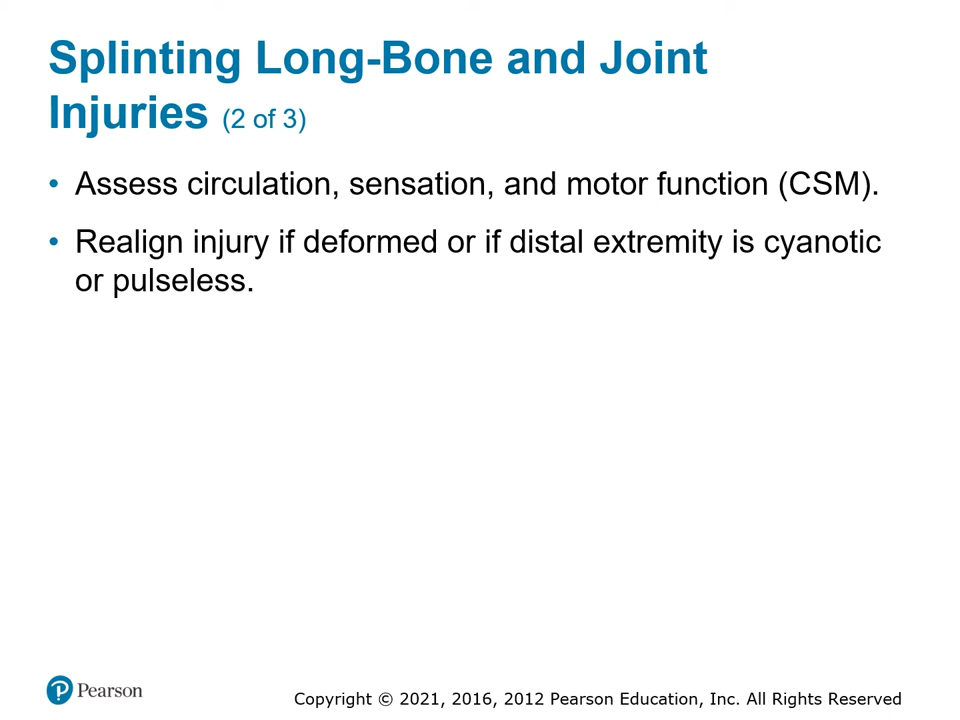 Splinting Long-Bone and Joint
Injuries (2 of 3)
• Assess circulation, sensation, and motor function (CSM).
• Realign injury if deformed or if distal extremity is cyanotic
or pulseless.
Pearson
Copyright © 2021, 2016, 2012 Pearson Education, Inc. All Rights Reserved